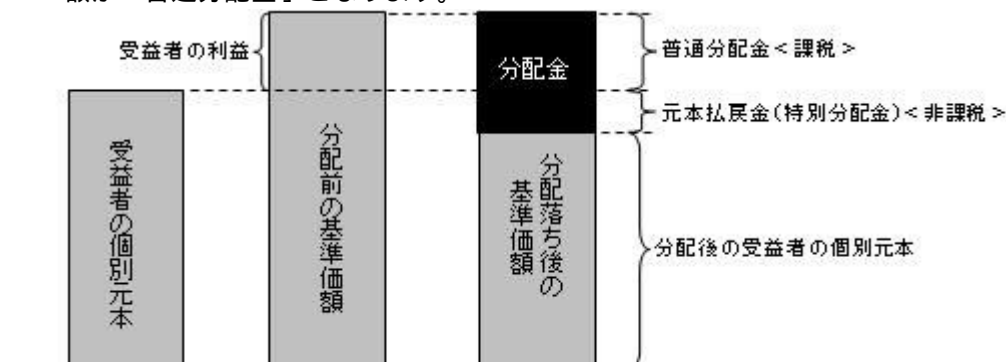 受益者の利益
分配金
普通分配金<課税>
元本払戻金(特別分配金)<非課税>
受益者の個別元本
分配前の基準価額
分配落ち後の
基準価額
分配後の受益者の個別元本